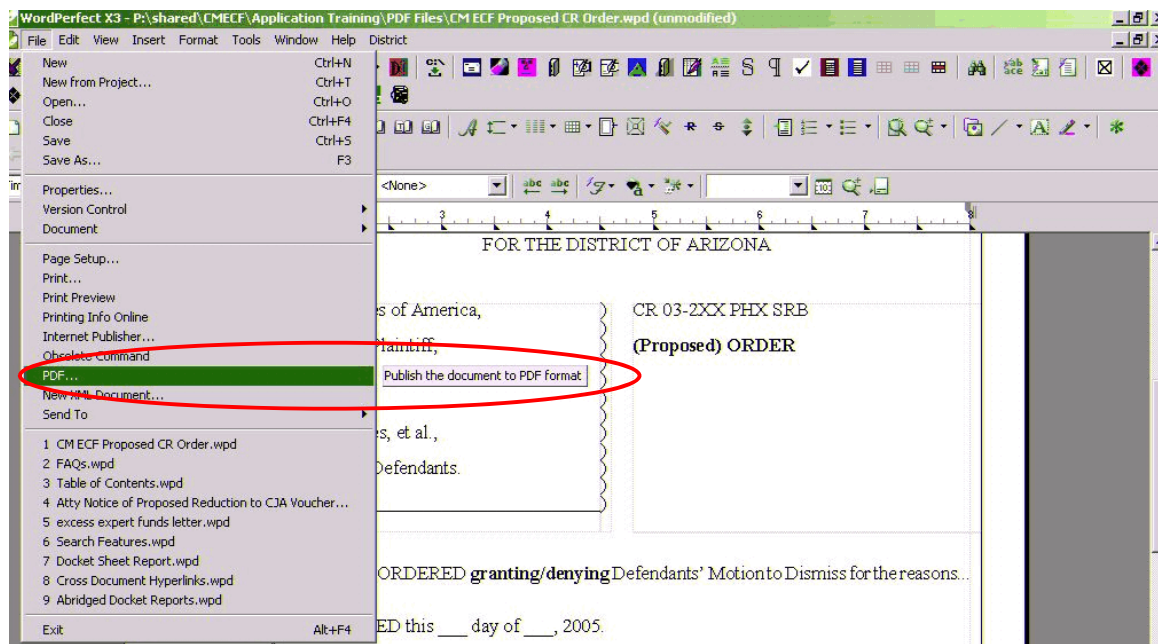 WordPerfect X3 - P:\shared\CMECF\Application Training\PDF Files\CM ECF Proposed CR Order.wpd (unmodified)
File Edit View Insert Format Tools Window Help District
New Ctrl+N
New from Project... Ctrl+T
Open... Ctrl+O
Close Ctrl+F4
Save Ctrl+S
Save As... F3
Properties...
Version Control
Document
Page Setup...
Print...
Print Preview
Printing Info Online
Internet Publisher...
Obsolete Command
PDF...
Publish the document to PDF format
New XML Document...
Send To
1 CM ECF Proposed CR Order.wpd
2 FAQs.wpd
3 Table of Contents.wpd
4 Atty Notice of Proposed Reduction to CJA Voucher...
5 excess expert funds letter.wpd
6 Search Features.wpd
7 Docket Sheet Report.wpd
8 Cross Document Hyperlinks.wpd
9 Abridged Docket Reports.wpd
Exit Alt+F4
<None>
3 4 5 6 7 8
FOR THE DISTRICT OF ARIZONA
s of America,
Plaintiff,
es, et al.,
Defendants.
CR 03-2XX PHX SRB
(Proposed) ORDER
ORDERED granting/denying Defendants' Motion to Dismiss for the reasons...
ED this ___ day of ___, 2005.